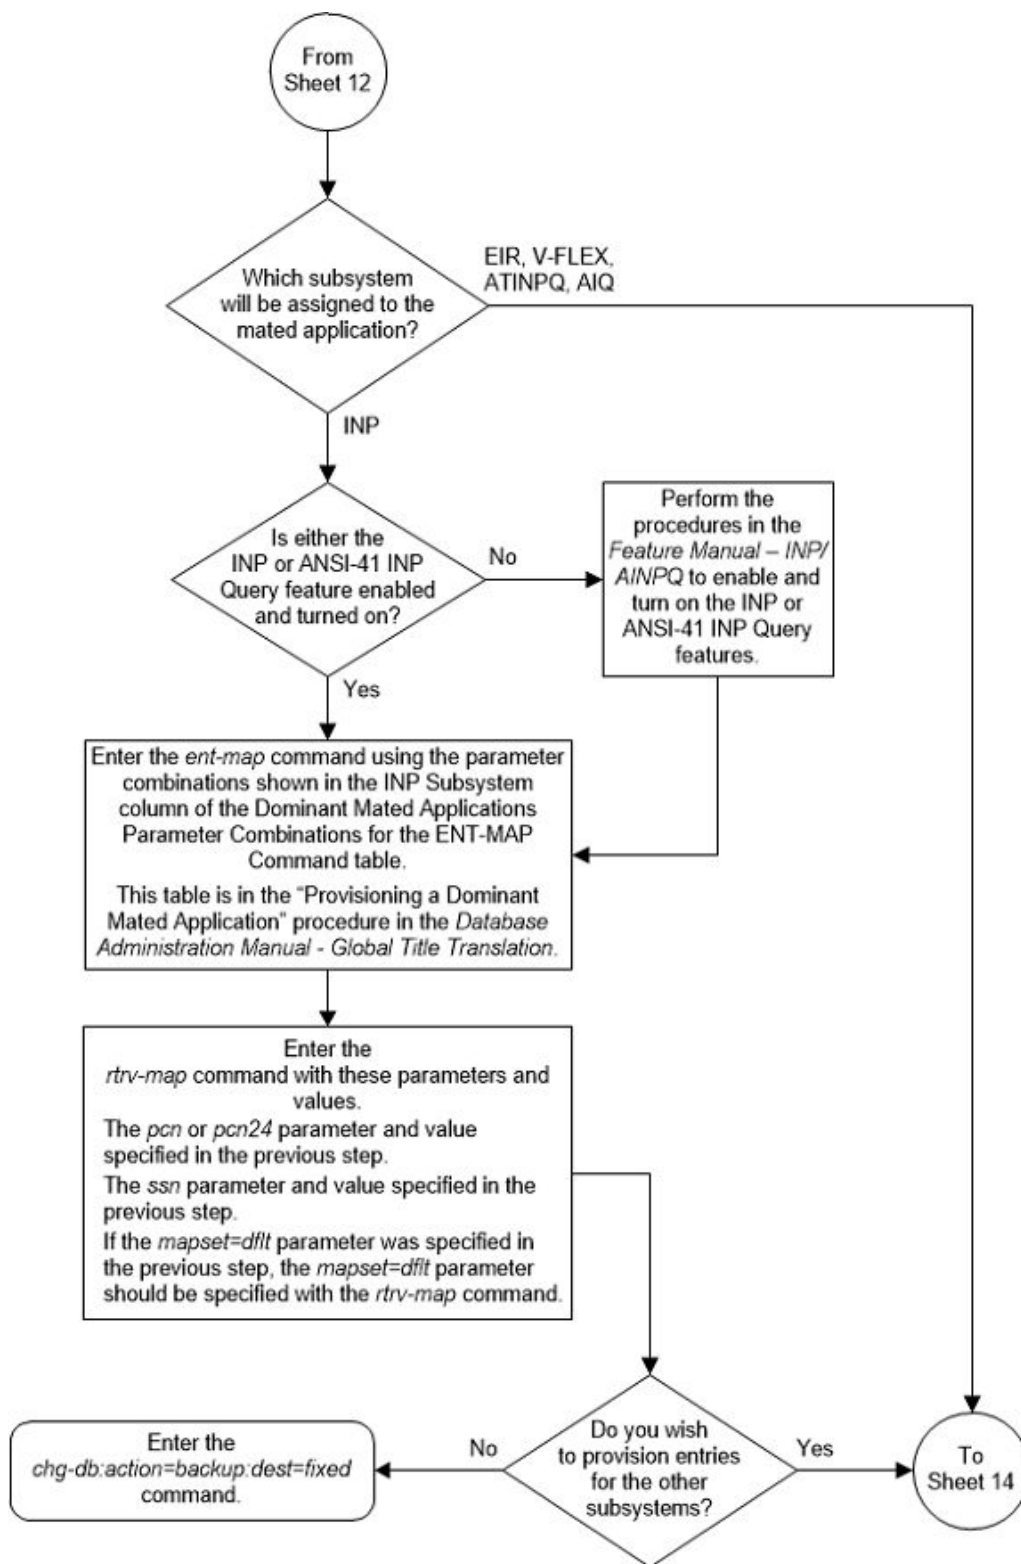 From
Sheet 12
Which subsystem
will be assigned to the
mated application?
EIR, V-FLEX,
ATINPQ, AIQ
INP
Is either the
INP or ANSI-41 INP
Query feature enabled
and turned on?
No
Perform the
procedures in the
Feature Manual – INP/
AINPQ to enable and
turn on the INP or
ANSI-41 INP Query
features.
Yes
Enter the ent-map command using the parameter
combinations shown in the INP Subsystem
column of the Dominant Mated Applications
Parameter Combinations for the ENT-MAP
Command table.
This table is in the “Provisioning a Dominant
Mated Application” procedure in the Database
Administration Manual - Global Title Translation.
Enter the
rtrv-map command with these parameters and
values.
The pcn or pcn24 parameter and value
specified in the previous step.
The ssn parameter and value specified in the
previous step.
If the mapset=dflt parameter was specified in
the previous step, the mapset=dflt parameter
should be specified with the rtrv-map command.
Do you wish
to provision entries
for the other
subsystems?
No
Yes
Enter the
chg-db:action=backup:dest=fixed
command.
To
Sheet 14